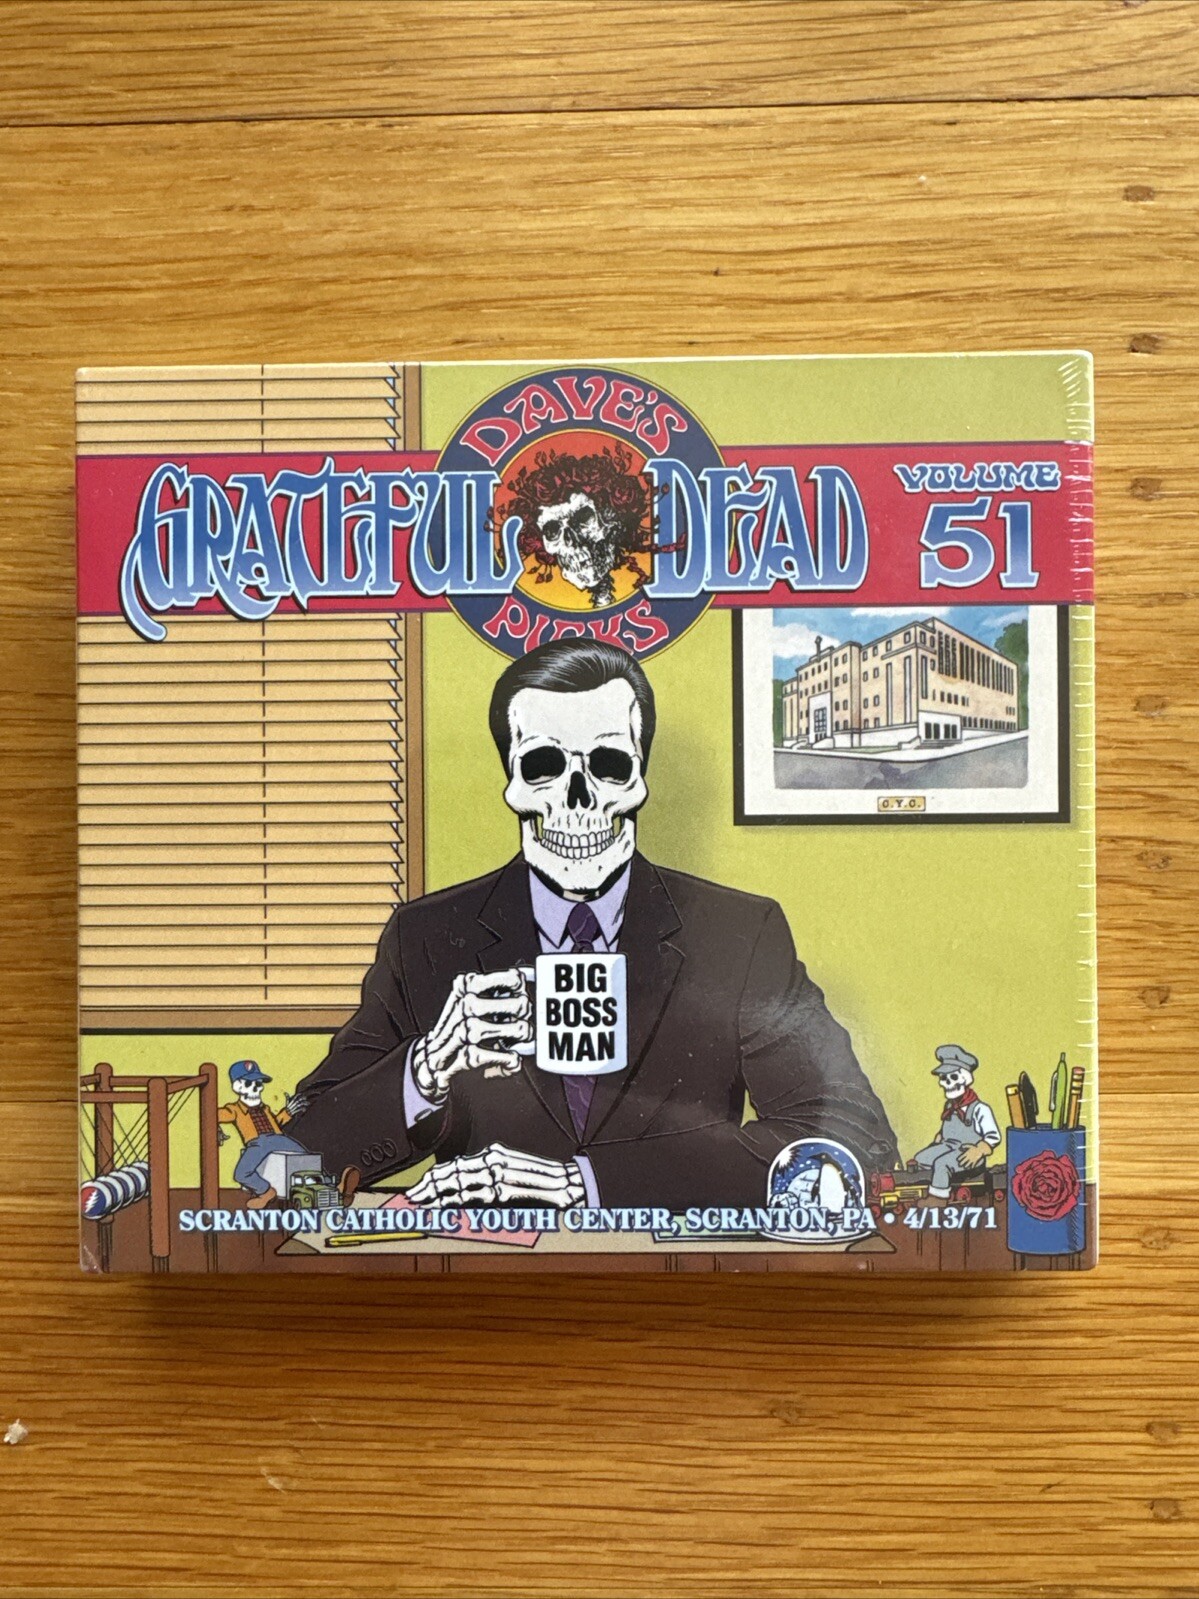 DAVE'S
GRATEFUL DEAD
VOLUME
51
PICKS
C.Y.C.
BIG
BOSS
MAN
SCRANTON CATHOLIC YOUTH CENTER, SCRANTON, PA • 4/13/71